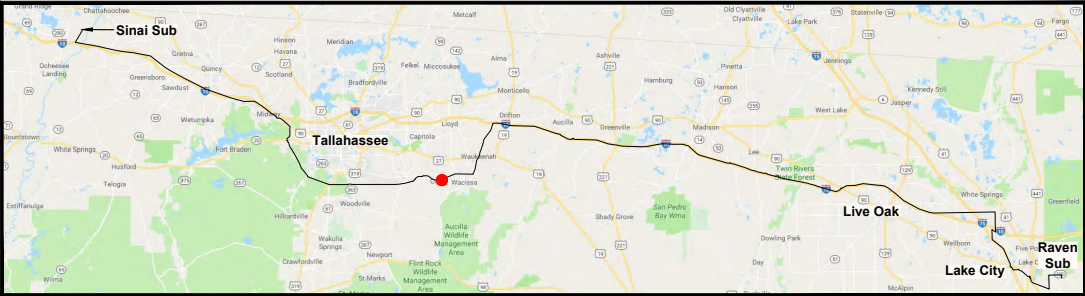 Grand Ridge
Chattahoochee
Metcalf
Old Clyattville
Clyattville
Lake Park
Statenville
Fargo
Sinai Sub
Hinson
Havana
Meridian
Alma
Ashville
Pinetta
Jennings
Ocheesee
Landing
Gretna
Quincy
Scotland
Felkel
Miccosukee
Greensboro
Bradfordville
Monticello
Hamburg
Hanson
Kennedy Still
Sawdust
Jasper
Wetumpka
Midway
Lloyd
Drifton
Aucilla
Greenville
Madison
West Lake
Blountstown
Tallahassee
Capitola
White Springs
Fort Braden
Waukeenah
Lee
Hosford
Twin Rivers
State Forest
Telogia
Wacissa
White Springs
Woodville
Estiffanulga
Hilliardville
Shady Grove
San Pedro
Bay Wma
Live Oak
Greenfield
Wakulla
Springs
Aucilla
Wildlife
Management
Area
Dowling Park
Wellborn
Raven
Sub
Crawfordville
Newport
Flint Rock
Wildlife
Management
Area
Day
Lake City
Wilma
St Marks
McAlpin